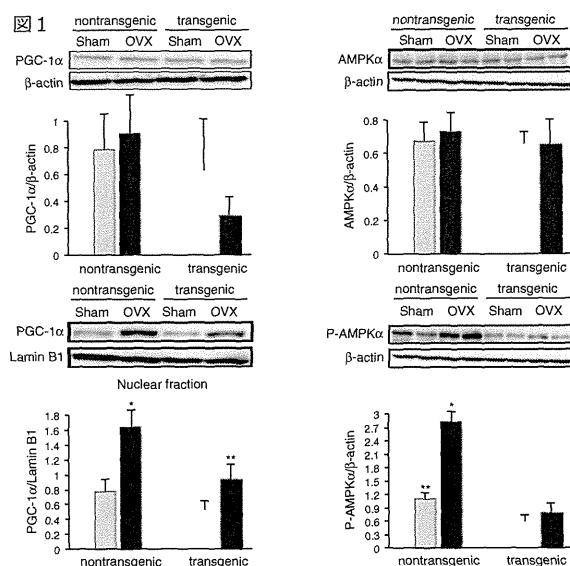 図1
nontransgenic transgenic
Sham OVX Sham OVX
PGC-1α
β-actin
PGC-1α/β-actin
1
0.8
0.6
0.4
0.2
0
nontransgenic transgenic
nontransgenic transgenic
Sham OVX Sham OVX
AMPKα
β-actin
AMPKα/β-actin
0.8
0.6
0.4
0.2
0
nontransgenic transgenic
nontransgenic transgenic
Sham OVX Sham OVX
PGC-1α
Lamin B1
Nuclear fraction
PGC-1α/Lamin B1
1.8
1.6
1.4
1.2
1
0.8
0.6
0.4
0.2
0
*
**
nontransgenic transgenic
nontransgenic transgenic
Sham OVX Sham OVX
P-AMPKα
β-actin
P-AMPKα/β-actin
3
2.7
2.4
2.1
1.8
1.5
1.2
0.9
0.6
0.3
0
**
*
nontransgenic transgenic